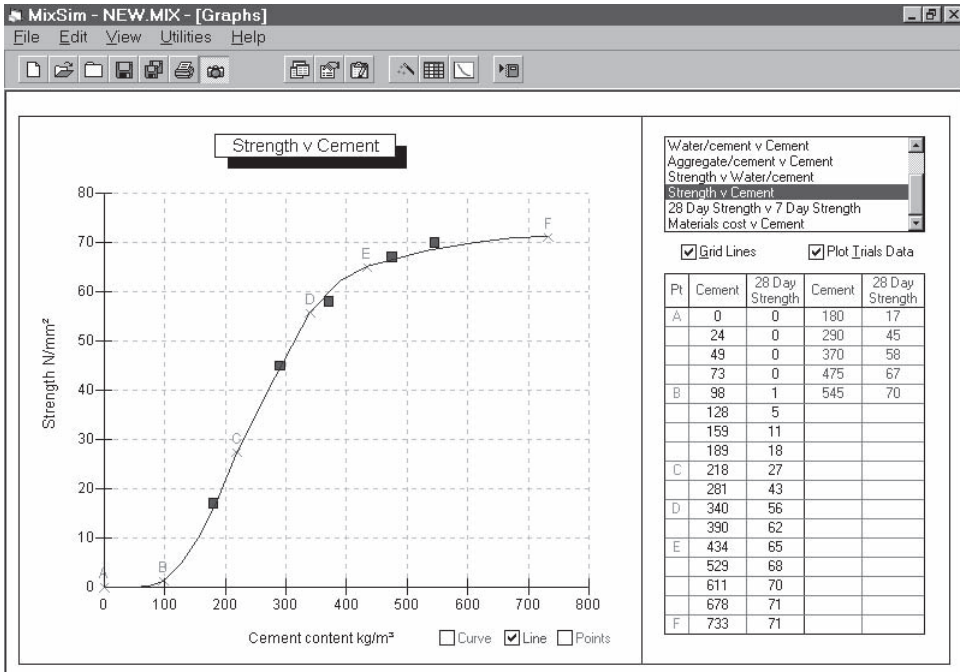 MixSim - NEW.MIX - [Graphs]
File Edit View Utilities Help
Strength v Cement
80
70
60
50
40
30
20
10
0
Strength N/mm²
A
B
C
D
E
F
0 100 200 300 400 500 600 700 800
Cement content kg/m³
Curve Line Points
Water/cement v Cement
Aggregate/cement v Cement
Strength v Water/cement
Strength v Cement
28 Day Strength v 7 Day Strength
Materials cost v Cement
Grid Lines Plot Trials Data
Pt Cement 28 Day Strength Cement 28 Day Strength
A 0 0 180 17
24 0 290 45
49 0 370 58
73 0 475 67
B 98 1 545 70
128 5
159 11
189 18
C 218 27
281 43
D 340 56
390 62
E 434 65
529 68
611 70
678 71
F 733 71